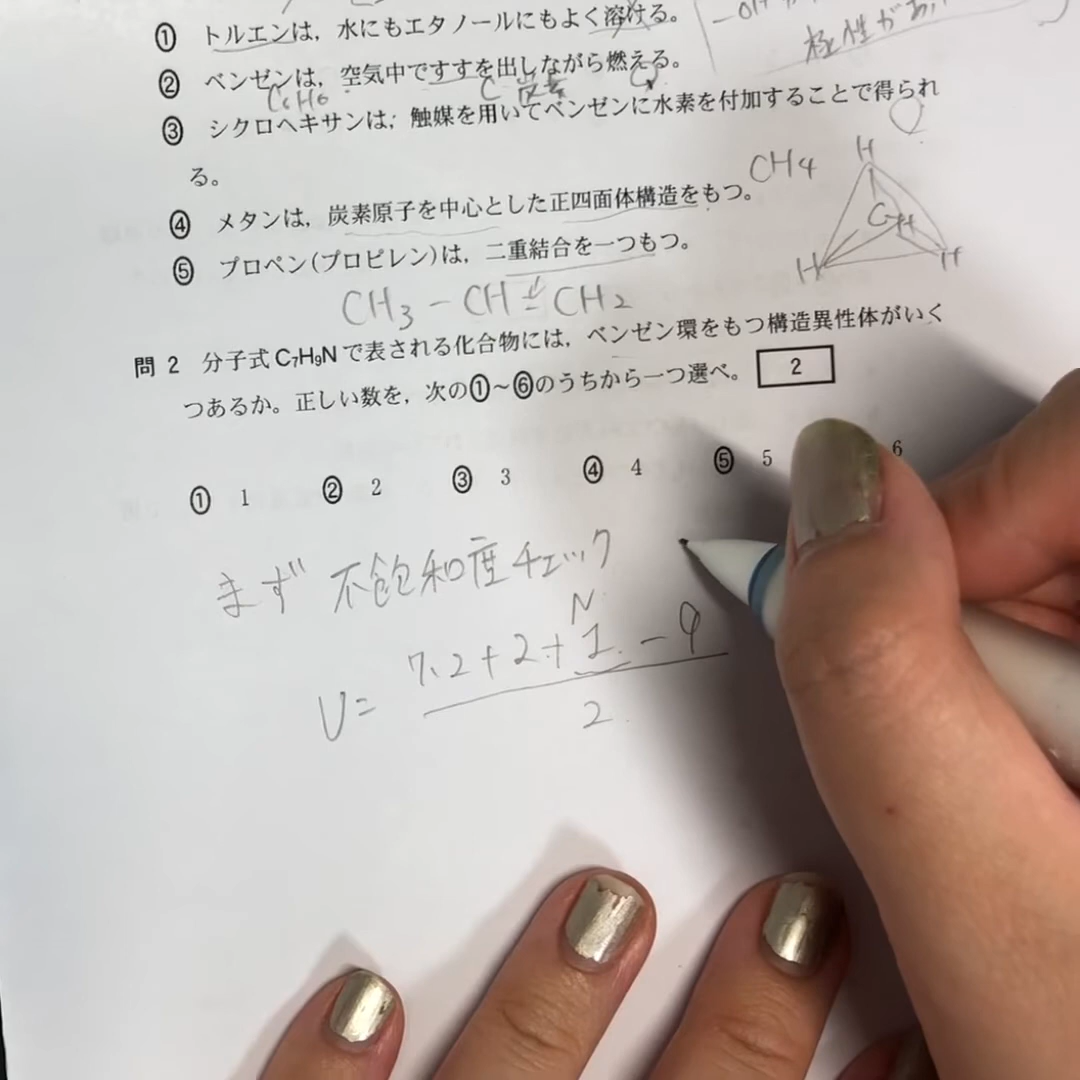 -OH
極性があ
① トルエンは，水にもエタノールにもよく溶ける。
② ベンゼンは，空気中ですすを出しながら燃える。
C6H6 C 炭素
③ シクロヘキサンは，触媒を用いてベンゼンに水素を付加することで得られ
る。
④ メタンは，炭素原子を中心とした正四面体構造をもつ。
CH4
H
C H
H H
⑤ プロペン(プロピレン)は，二重結合を一つもつ。
CH3 - CH = CH2
問 2 分子式 C7H9N で表される化合物には，ベンゼン環をもつ構造異性体がいく
つあるか。正しい数を，次の①～⑥のうちから一つ選べ。 2
① 1 ② 2 ③ 3 ④ 4 ⑤ 5 6
まず 不飽和度チェック
N
U= 7.2+2+1-9
2